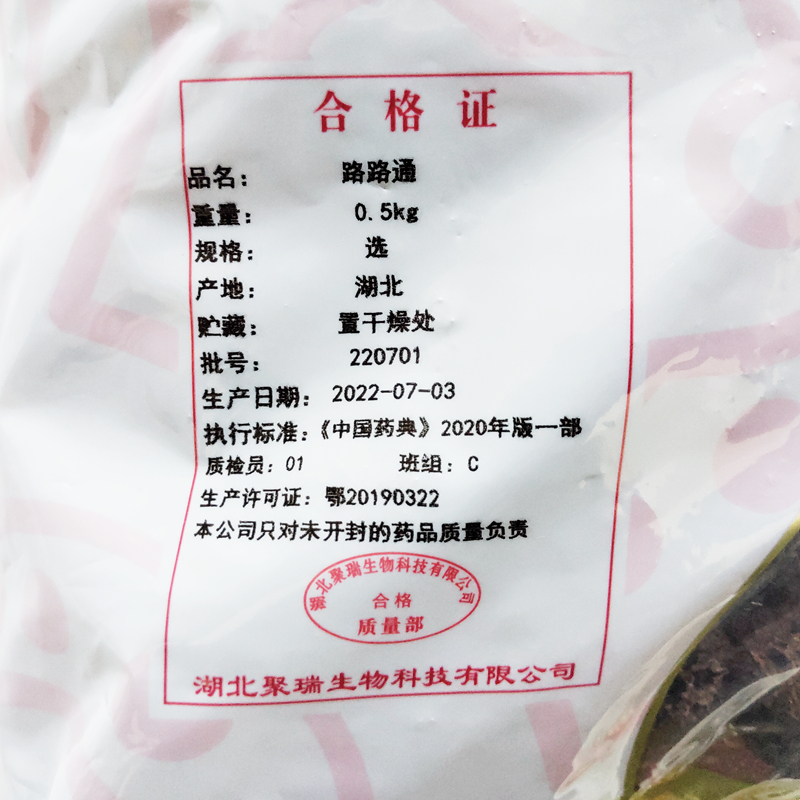 合格证
品名： 路路通
重量： 0.5kg
规格： 选
产地： 湖北
贮藏： 置干燥处
批号： 220701
生产日期： 2022-07-03
执行标准：《中国药典》2020年版一部
质检员：01 班组：C
生产许可证：鄂20190322
本公司只对未开封的药品质量负责
湖北聚瑞生物科技有限公司
合格
质量部
湖北聚瑞生物科技有限公司